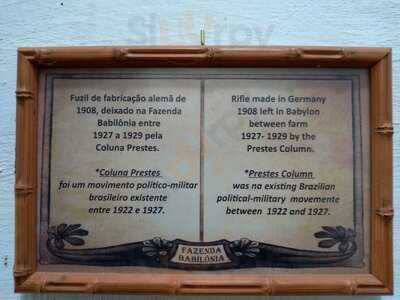 Fuzil de fabricação alemã de
1908, deixado na Fazenda
Babilônia entre
1927 a 1929 pela
Coluna Prestes.
*Coluna Prestes
foi um movimento político-militar
brasileiro existente
entre 1922 e 1927.
Rifle made in Germany
1908 left in Babylon
between farm
1927- 1929 by the
Prestes Column.
*Prestes Column
was na existing Brazilian
political-military movemente
between 1922 and 1927.
FAZENDA
BABILÔNIA